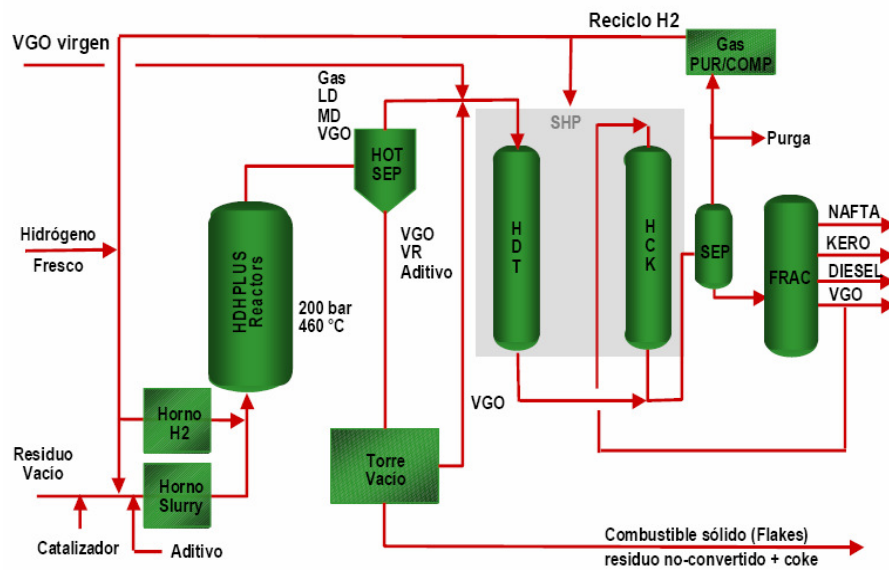 Reciclo H2
VGO virgen
Gas
PUR/COMP
Gas
LD
MD
VGO
SHP
Purga
HOT
SEP
HDT
HCK
NAFTA
Hidrógeno
Fresco
VGO
VR
Aditivo
KERO
SEP
FRAC
DIESEL
VGO
HDHPLUS
Reactors
200 bar
460 °C
VGO
Horno
H2
Residuo
Vacío
Torre
Vacío
Horno
Slurry
Catalizador
Aditivo
Combustible sólido (Flakes)
residuo no-convertido + coke